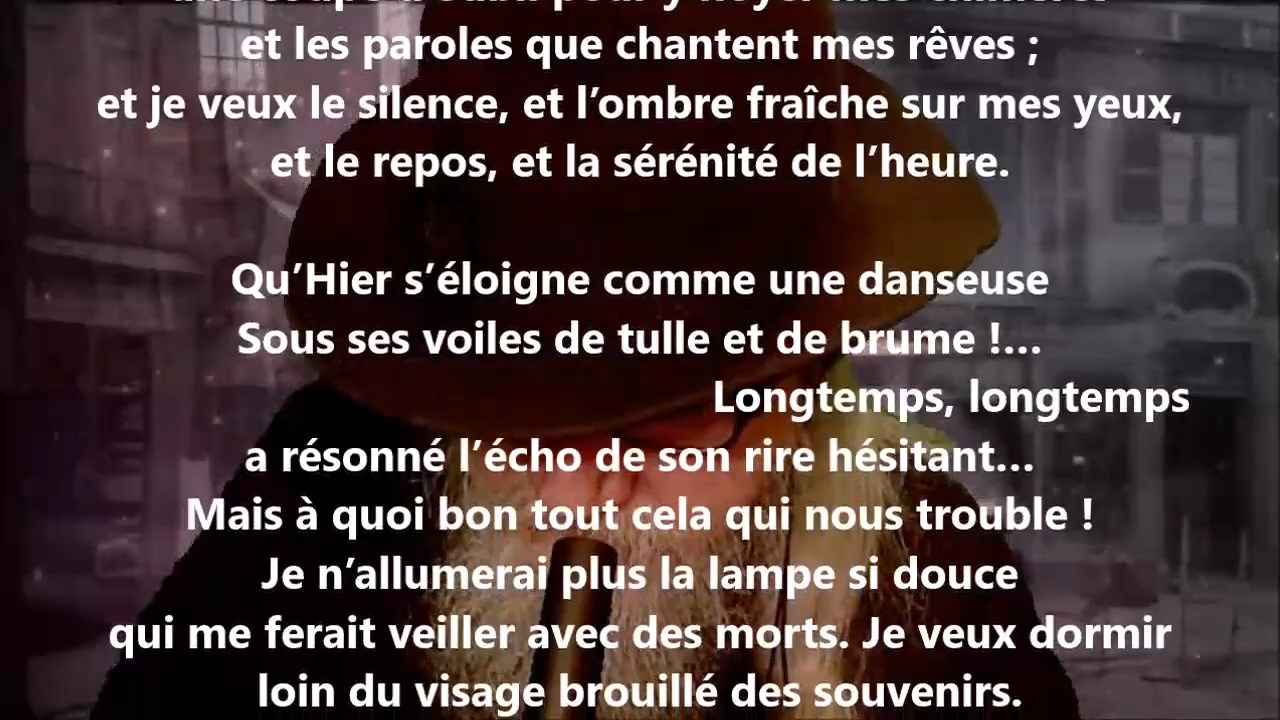 et les paroles que chantent mes rêves ;
et je veux le silence, et l’ombre fraîche sur mes yeux,
et le repos, et la sérénité de l’heure.
Qu’Hier s’éloigne comme une danseuse
Sous ses voiles de tulle et de brume !...
Longtemps, longtemps
a résonné l’écho de son rire hésitant...
Mais à quoi bon tout cela qui nous trouble !
Je n’allumerai plus la lampe si douce
qui me ferait veiller avec des morts. Je veux dormir
loin du visage brouillé des souvenirs.